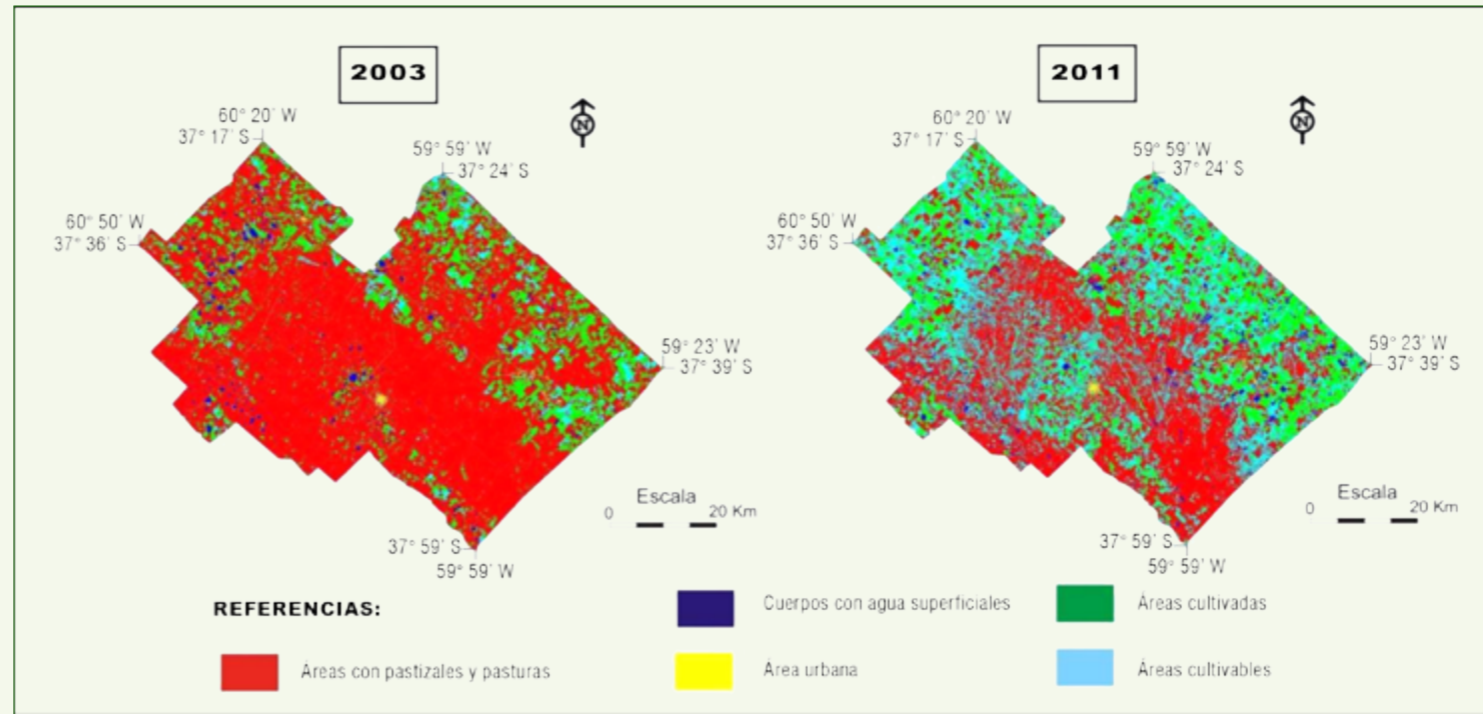 2003
N
60° 20' W
37° 17' S
59° 59' W
37° 24' S
60° 50' W
37° 36' S
59° 23' W
37° 39' S
Escala
0 20 Km
37° 59' S
59° 59' W
2011
N
60° 20' W
37° 17' S
59° 59' W
37° 24' S
60° 50' W
37° 36' S
59° 23' W
37° 39' S
Escala
0 20 Km
37° 59' S
59° 59' W
REFERENCIAS:
Áreas con pastizales y pasturas
Cuerpos con agua superficiales
Área urbana
Áreas cultivadas
Áreas cultivables